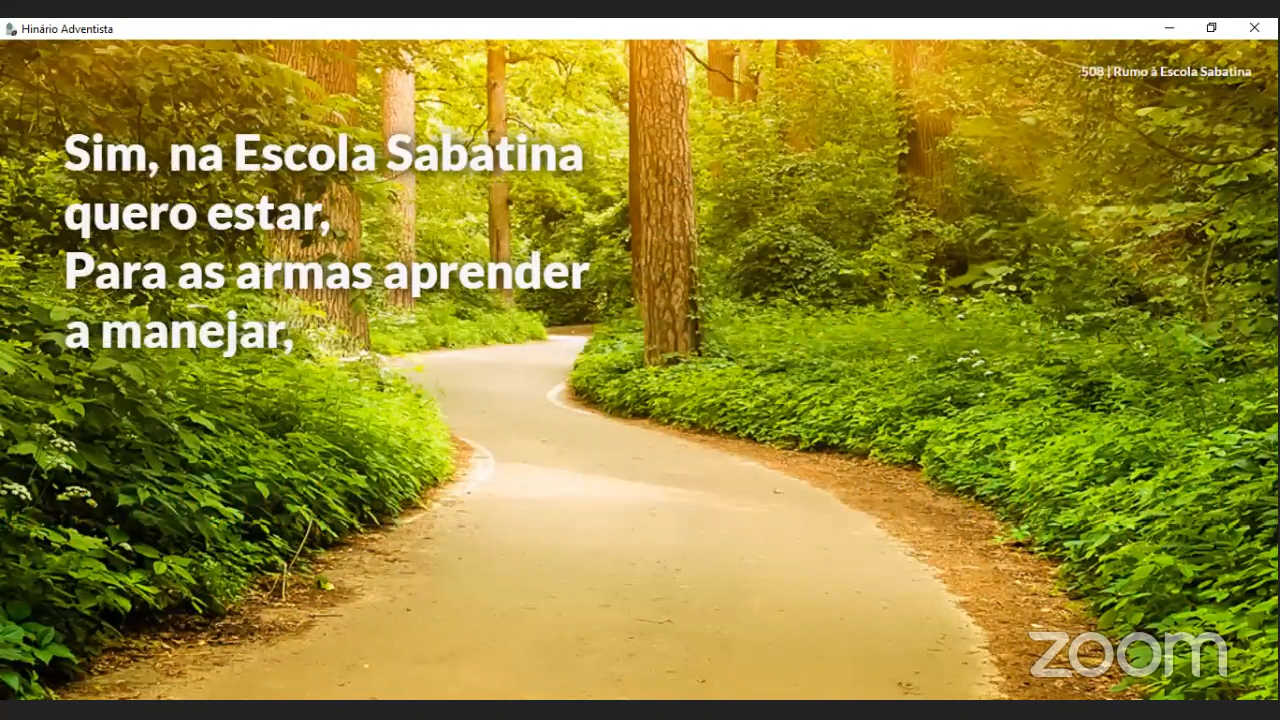 Hinário Adventista
508 | Rumo à Escola Sabatina
Sim, na Escola Sabatina
quero estar,
Para as armas aprender
a manejar,
zoom